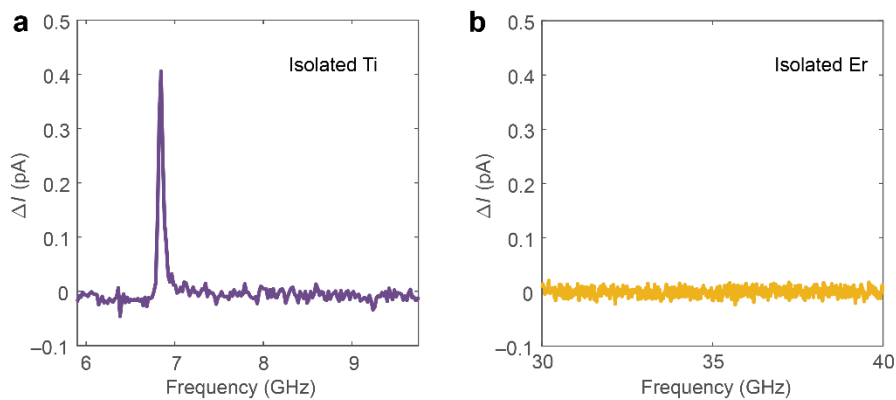 a
Isolated Ti
ΔI (pA)
0.5
0.4
0.3
0.2
0.1
0
–0.1
6 7 8 9
Frequency (GHz)
b
Isolated Er
ΔI (pA)
0.5
0.4
0.3
0.2
0.1
0
–0.1
30 35 40
Frequency (GHz)